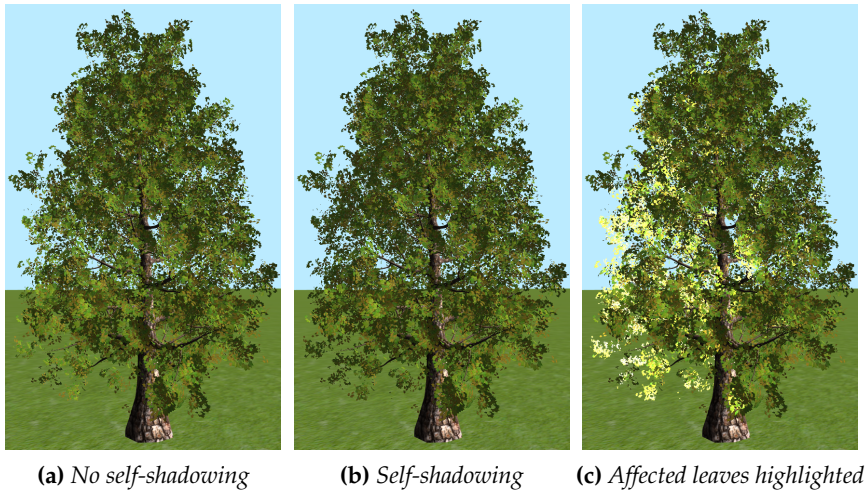 (a) No self-shadowing
(b) Self-shadowing
(c) Affected leaves highlighted